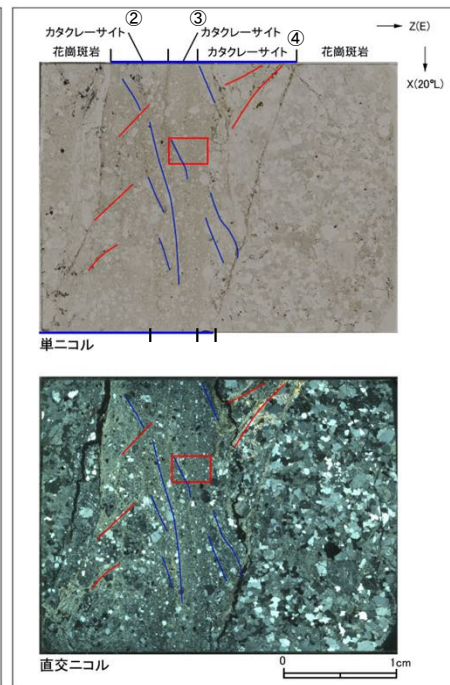 ② ③
カタクレーサイト カタクレーサイト ④
花崗斑岩 カタクレーサイト 花崗斑岩
Z(E)
X(20°L)
単ニコル
直交ニコル
0 1cm